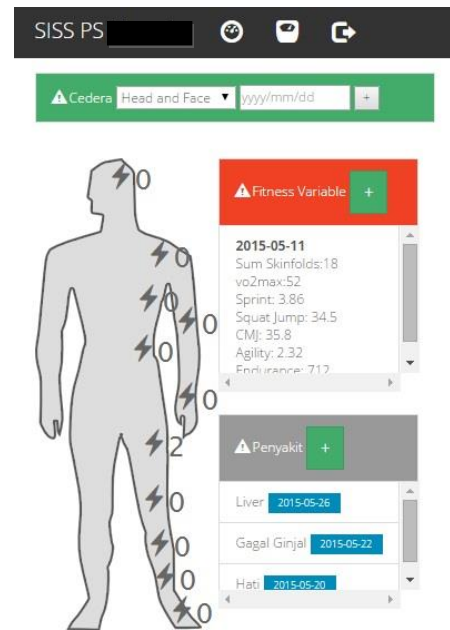 SISS PS
Cedera Head and Face yyyy/mm/dd +
0
0
0
0
0
0
2
0
0
0
0
Fitness Variable +
2015-05-11
Sum Skinfolds:18
vo2max:52
Sprint: 3.86
Squat Jump: 34.5
CMJ: 35.8
Agility: 2.32
Endurance: 712
Penyakit +
Liver 2015-05-26
Gagal Ginjal 2015-05-22
Hati 2015-05-20